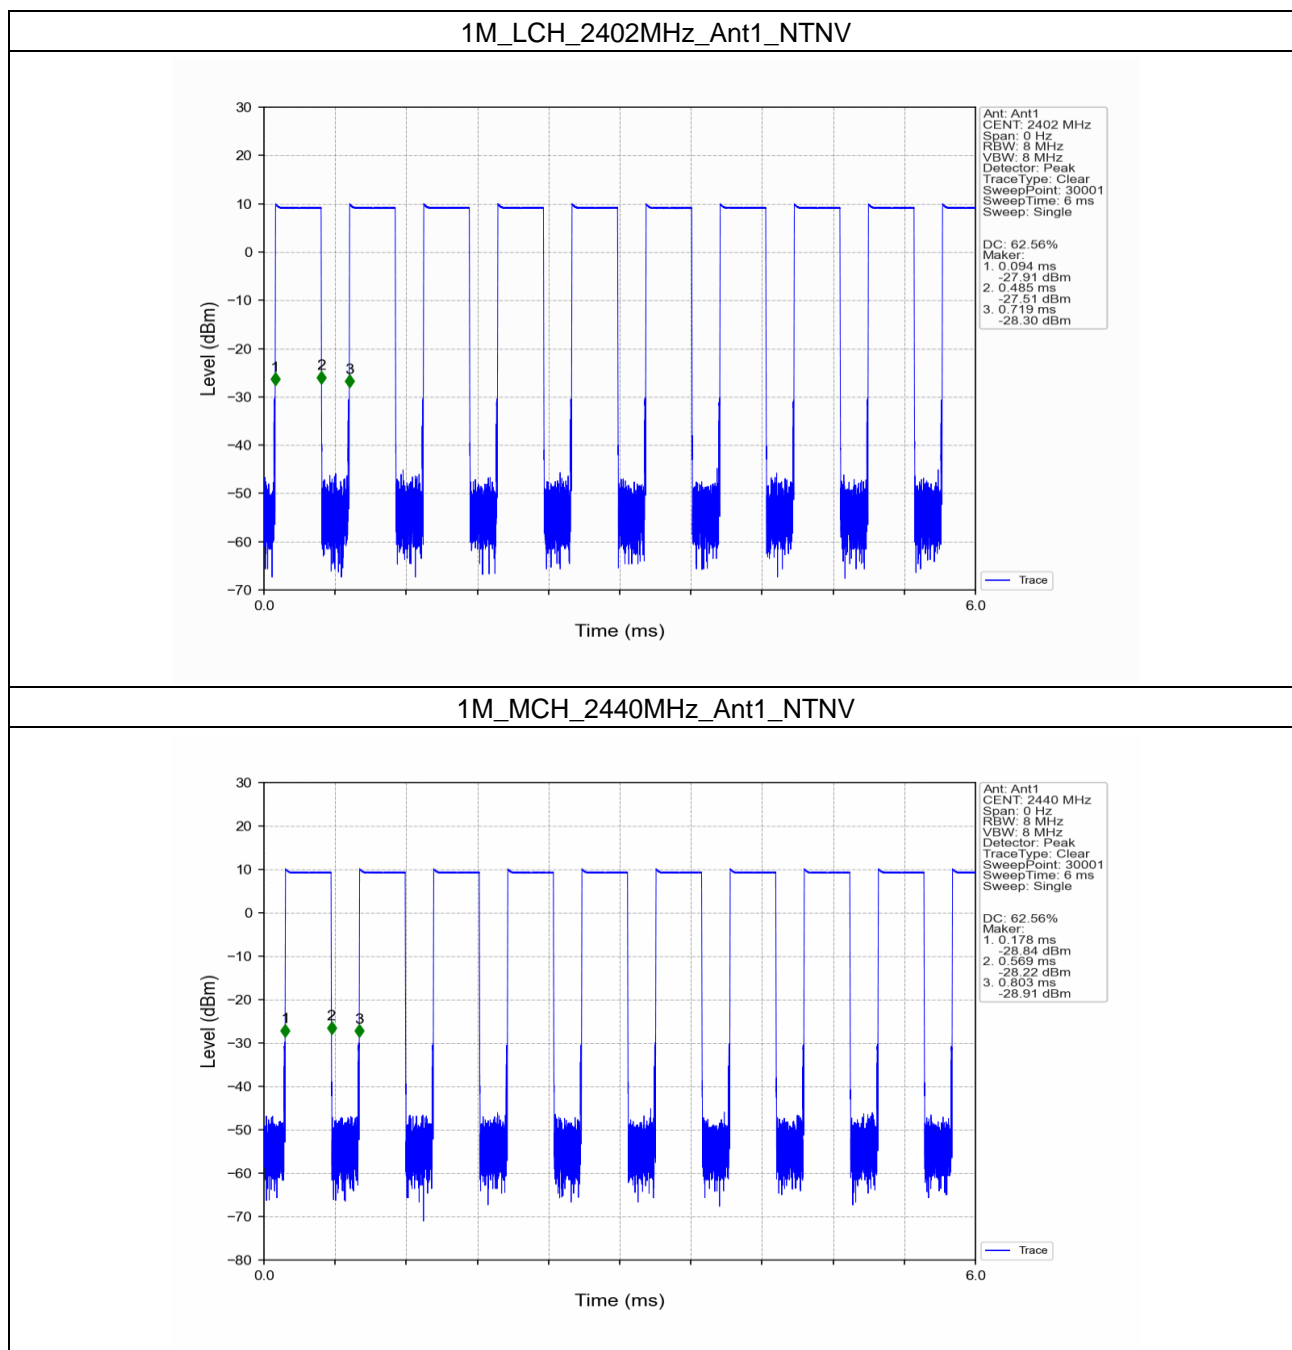 1M_LCH_2402MHz_Ant1_NTNV
30
20
10
0
−10
−20
−30
−40
−50
−60
−70
Level (dBm)
1
2
3
0.0
6.0
Time (ms)
Ant: Ant1
CENT: 2402 MHz
Span: 0 Hz
RBW: 8 MHz
VBW: 8 MHz
Detector: Peak
TraceType: Clear
SweepPoint: 30001
SweepTime: 6 ms
Sweep: Single
DC: 62.56%
Maker:
1. 0.094 ms
-27.91 dBm
2. 0.485 ms
-27.51 dBm
3. 0.719 ms
-28.30 dBm
Trace
1M_MCH_2440MHz_Ant1_NTNV
30
20
10
0
−10
−20
−30
−40
−50
−60
−70
−80
Level (dBm)
1
2
3
0.0
6.0
Time (ms)
Ant: Ant1
CENT: 2440 MHz
Span: 0 Hz
RBW: 8 MHz
VBW: 8 MHz
Detector: Peak
TraceType: Clear
SweepPoint: 30001
SweepTime: 6 ms
Sweep: Single
DC: 62.56%
Maker:
1. 0.178 ms
-28.84 dBm
2. 0.569 ms
-28.22 dBm
3. 0.803 ms
-28.91 dBm
Trace